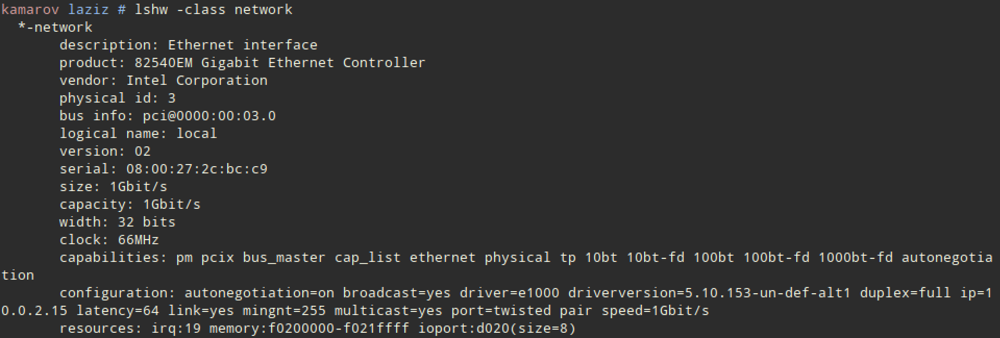 kamarov laziz # lshw -class network
*-network
description: Ethernet interface
product: 82540EM Gigabit Ethernet Controller
vendor: Intel Corporation
physical id: 3
bus info: pci@0000:00:03.0
logical name: local
version: 02
serial: 08:00:27:2c:bc:c9
size: 1Gbit/s
capacity: 1Gbit/s
width: 32 bits
clock: 66MHz
capabilities: pm pcix bus_master cap_list ethernet physical tp 10bt 10bt-fd 100bt 100bt-fd 1000bt-fd autonegotia
tion
configuration: autonegotiation=on broadcast=yes driver=e1000 driverversion=5.10.153-un-def-alt1 duplex=full ip=1
0.0.2.15 latency=64 link=yes mingnt=255 multicast=yes port=twisted pair speed=1Gbit/s
resources: irq:19 memory:f0200000-f021ffff ioport:d020(size=8)